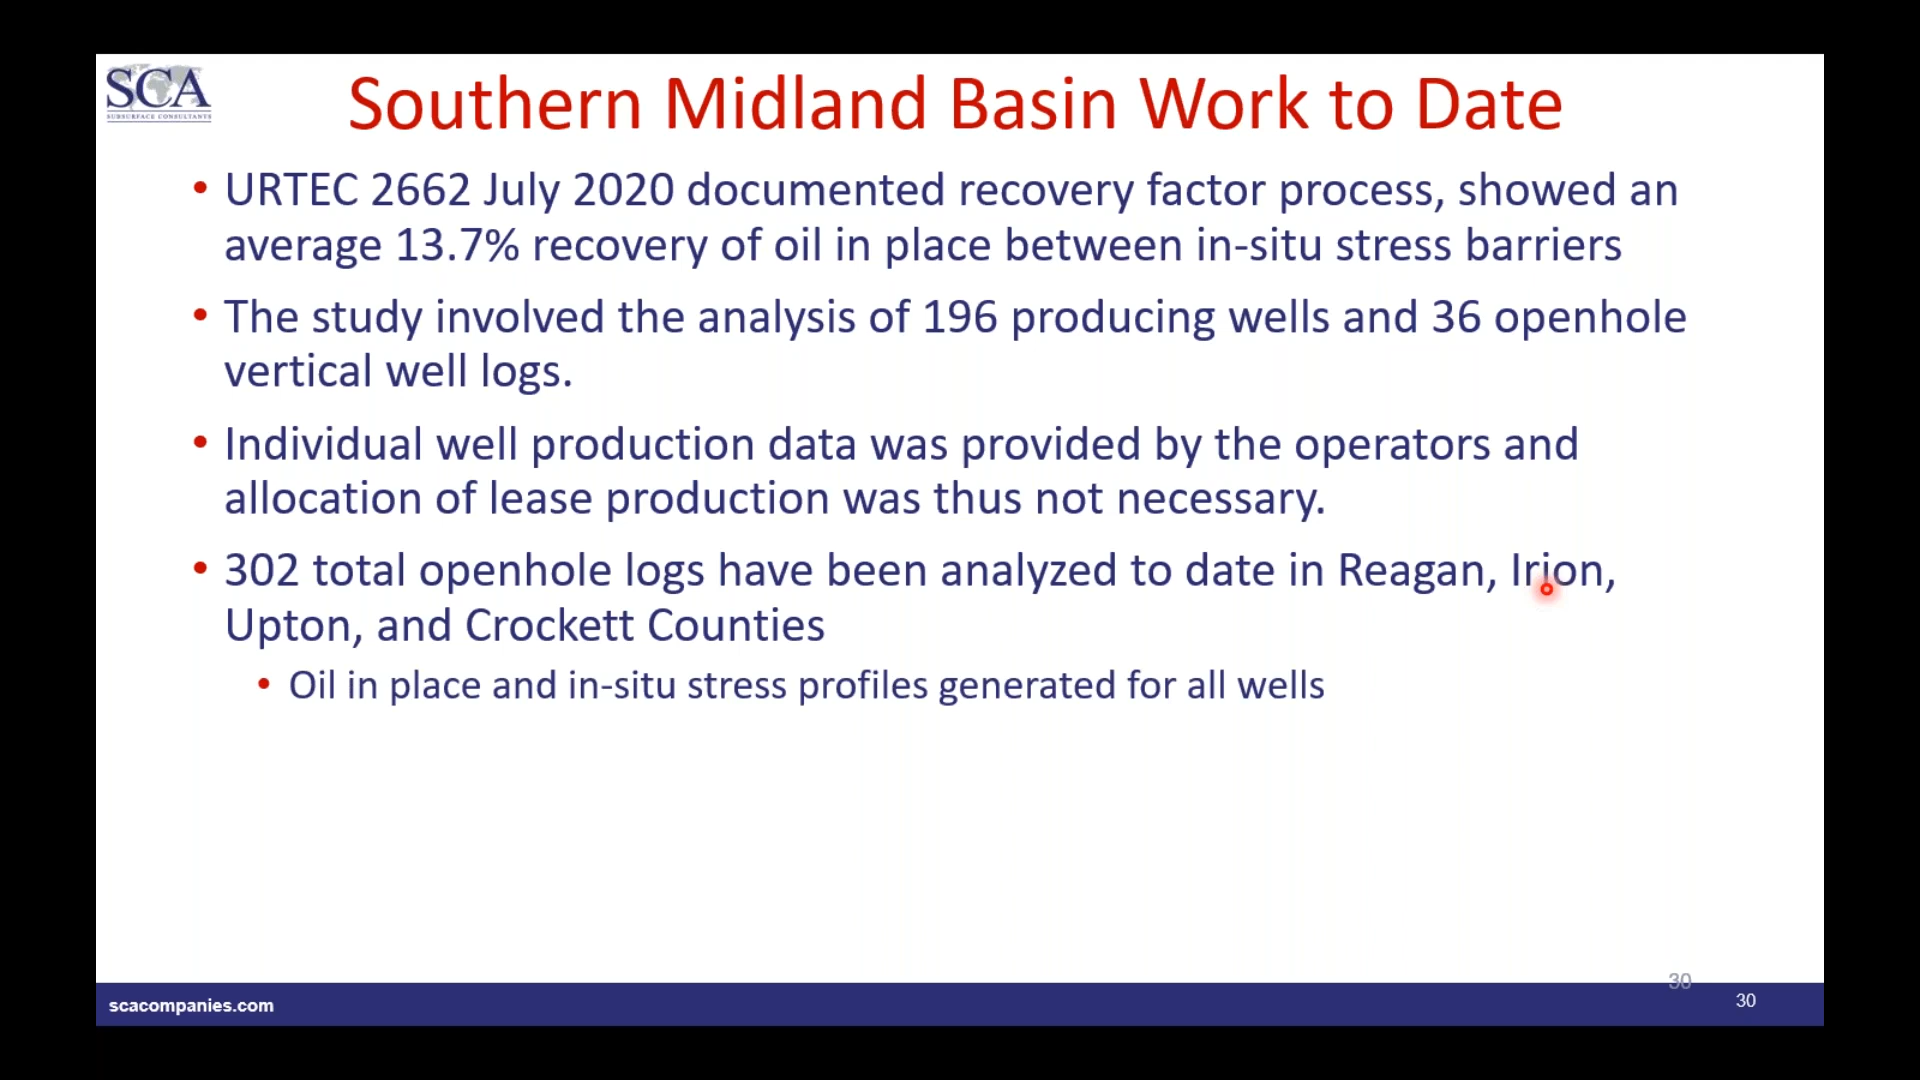 SCA
SUBSURFACE CONSULTANTS
Southern Midland Basin Work to Date
• URTEC 2662 July 2020 documented recovery factor process, showed an
average 13.7% recovery of oil in place between in-situ stress barriers
• The study involved the analysis of 196 producing wells and 36 openhole
vertical well logs.
• Individual well production data was provided by the operators and
allocation of lease production was thus not necessary.
• 302 total openhole logs have been analyzed to date in Reagan, Irion,
Upton, and Crockett Counties
• Oil in place and in-situ stress profiles generated for all wells
30
scacompanies.com
30